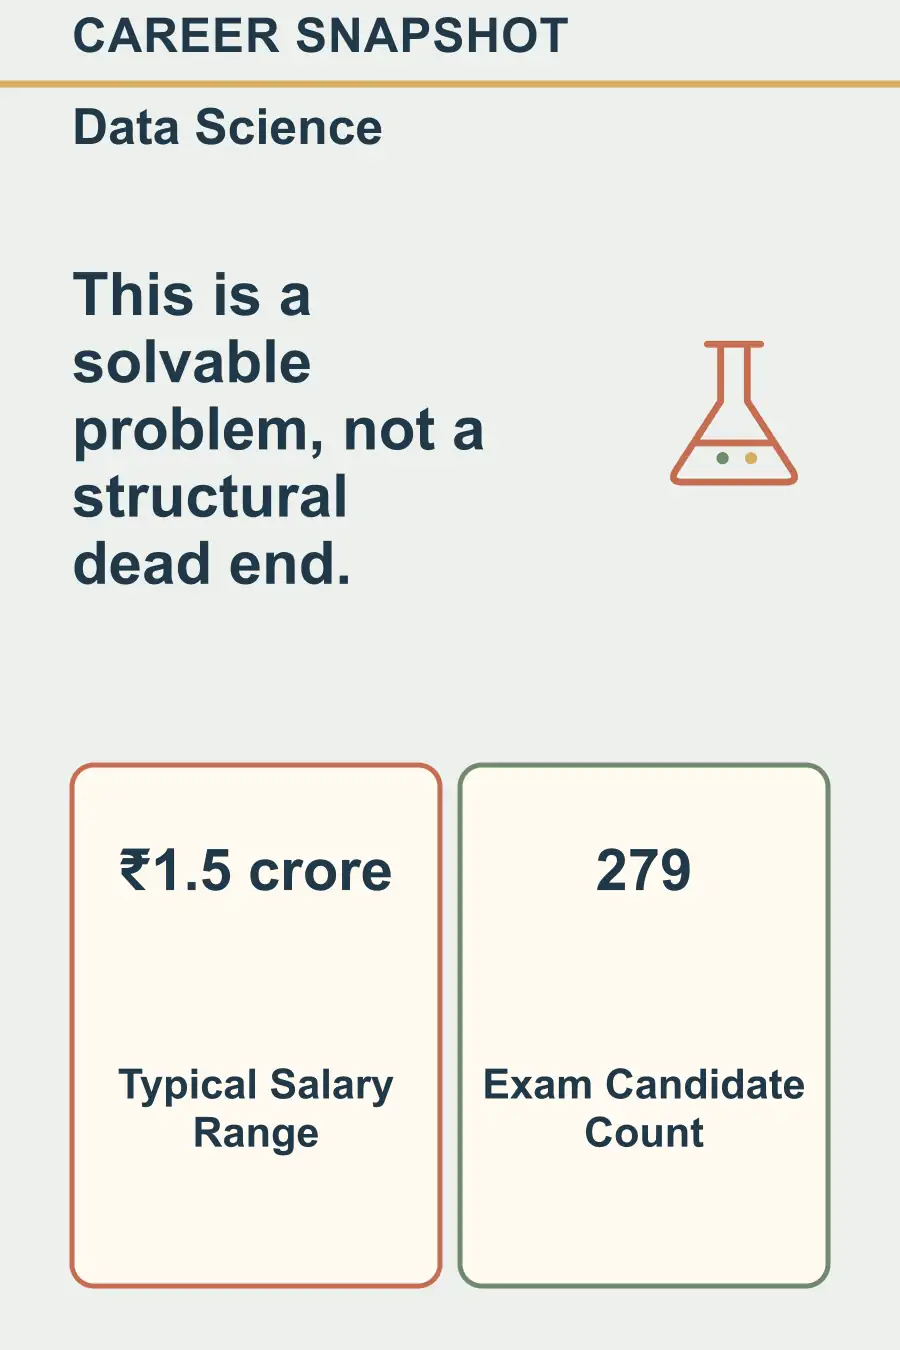 CAREER SNAPSHOT
Data Science
This is a
solvable
problem, not a
structural
dead end.
₹1.5 crore
Typical Salary
Range
279
Exam Candidate
Count